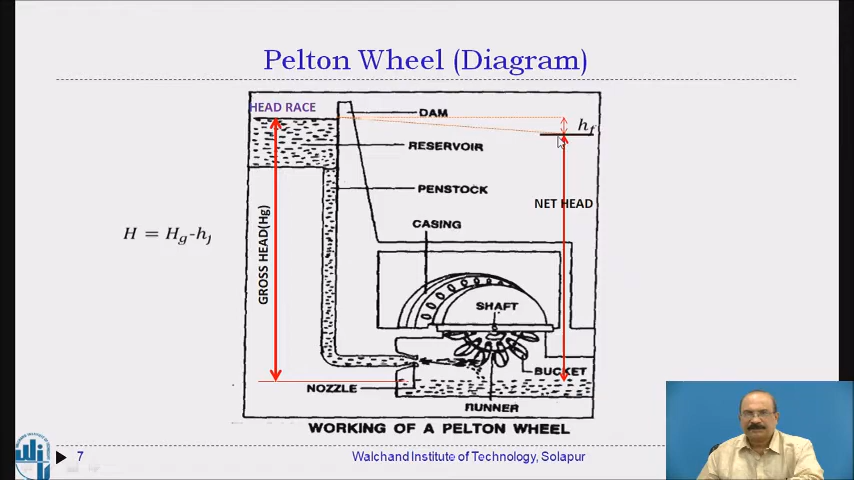 Pelton Wheel (Diagram)
HEAD RACE
DAM
h_f
RESERVOIR
PENSTOCK
NET HEAD
CASING
H = H_g-h_f
GROSS HEAD(Hg)
SHAFT
BUCKET
NOZZLE
RUNNER
WORKING OF A PELTON WHEEL
7
Walchand Institute of Technology, Solapur